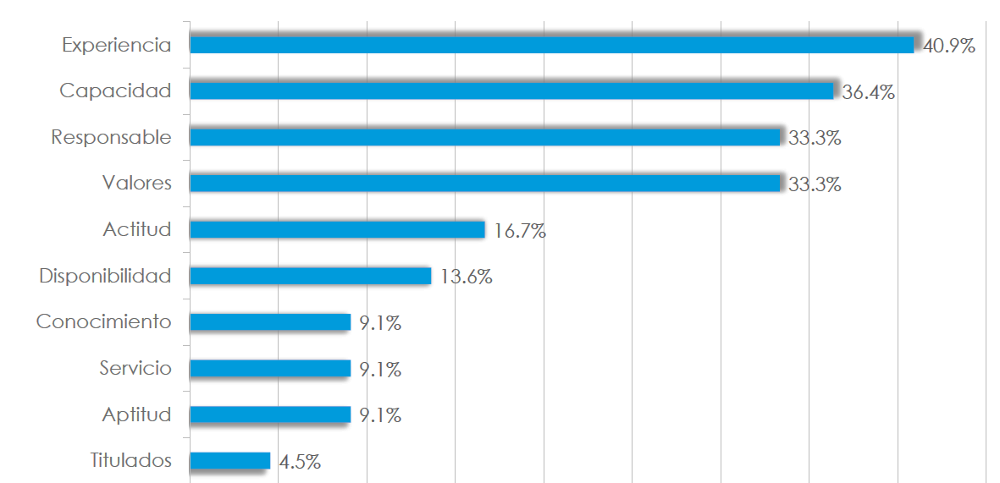 Experiencia 40.9%
Capacidad 36.4%
Responsable 33.3%
Valores 33.3%
Actitud 16.7%
Disponibilidad 13.6%
Conocimiento 9.1%
Servicio 9.1%
Aptitud 9.1%
Titulados 4.5%